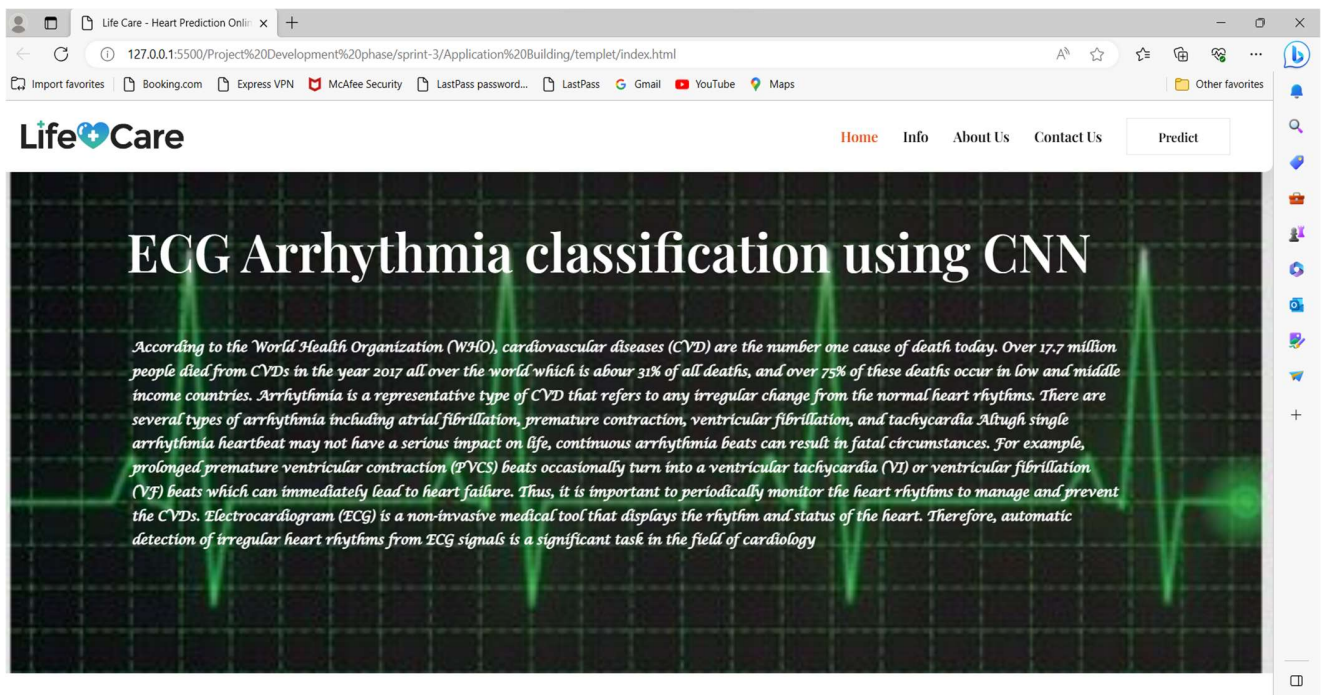 Life Care - Heart Prediction Onlin
127.0.0.1:5500/Project%20Development%20phase/sprint-3/Application%20Building/templet/index.html
Import favorites Booking.com Express VPN McAfee Security LastPass password... LastPass Gmail YouTube Maps Other favorites
Life Care
Home Info About Us Contact Us Predict
ECG Arrhythmia classification using CNN
According to the World Health Organization (WHO), cardiovascular diseases (CVD) are the number one cause of death today. Over 17.7 million
people died from CVDs in the year 2017 all over the world which is abour 31% of all deaths, and over 75% of these deaths occur in low and middle
income countries. Arrhythmia is a representative type of CVD that refers to any irregular change from the normal heart rhythms. There are
several types of arrhythmia including atrial fibrillation, premature contraction, ventricular fibrillation, and tachycardia Altugh single
arrhythmia heartbeat may not have a serious impact on life, continuous arrhythmia beats can result in fatal circumstances. For example,
prolonged premature ventricular contraction (PVCS) beats occasionally turn into a ventricular tachycardia (VI) or ventricular fibrillation
(VF) beats which can immediately lead to heart failure. Thus, it is important to periodically monitor the heart rhythms to manage and prevent
the CVDs. Electrocardiogram (ECG) is a non-invasive medical tool that displays the rhythm and status of the heart. Therefore, automatic
detection of irregular heart rhythms from ECG signals is a significant task in the field of cardiology